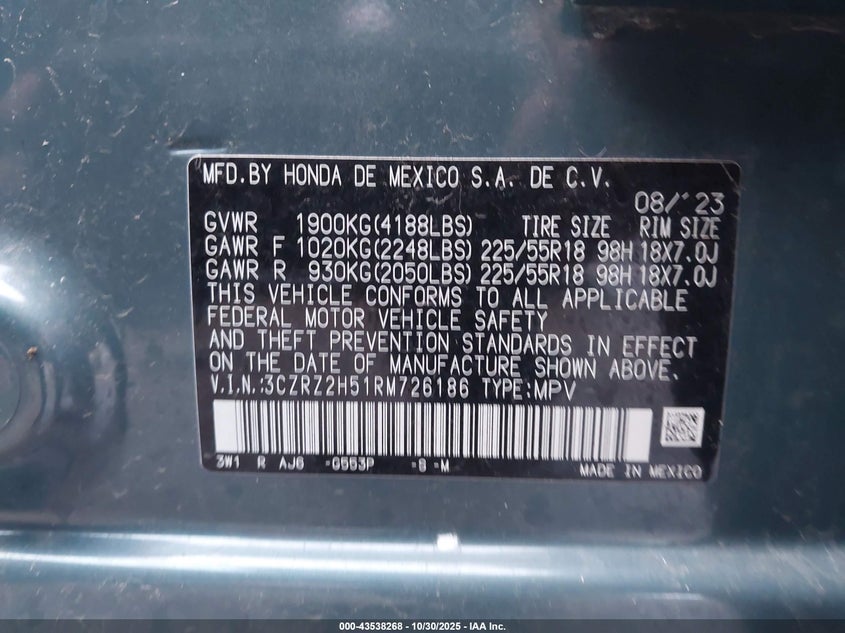 MFD.BY HONDA DE MEXICO S.A. DE C.V.
08/'23
GVWR 1900KG(4188LBS) TIRE SIZE RIM SIZE
GAWR F 1020KG(2248LBS) 225/55R18 98H 18X7.0J
GAWR R 930KG(2050LBS) 225/55R18 98H 18X7.0J
THIS VEHICLE CONFORMS TO ALL APPLICABLE
FEDERAL MOTOR VEHICLE SAFETY
AND THEFT PREVENTION STANDARDS IN EFFECT
ON THE DATE OF MANUFACTURE SHOWN ABOVE.
V.I.N.:3CZRZ2H51RM726186 TYPE:MPV
3W1 R AJ6 -G553P -B -M
MADE IN MEXICO
000-43538268 - 10/30/2025 - IAA Inc.